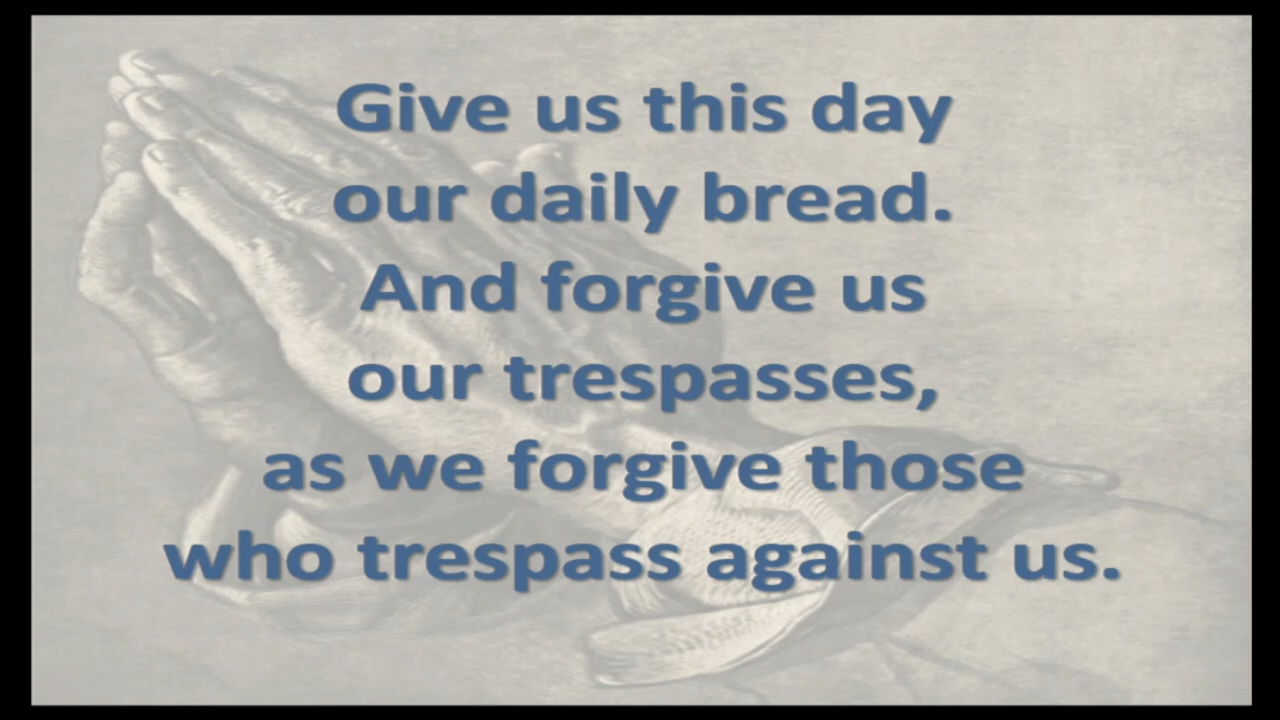 Give us this day
our daily bread.
And forgive us
our trespasses,
as we forgive those
who trespass against us.